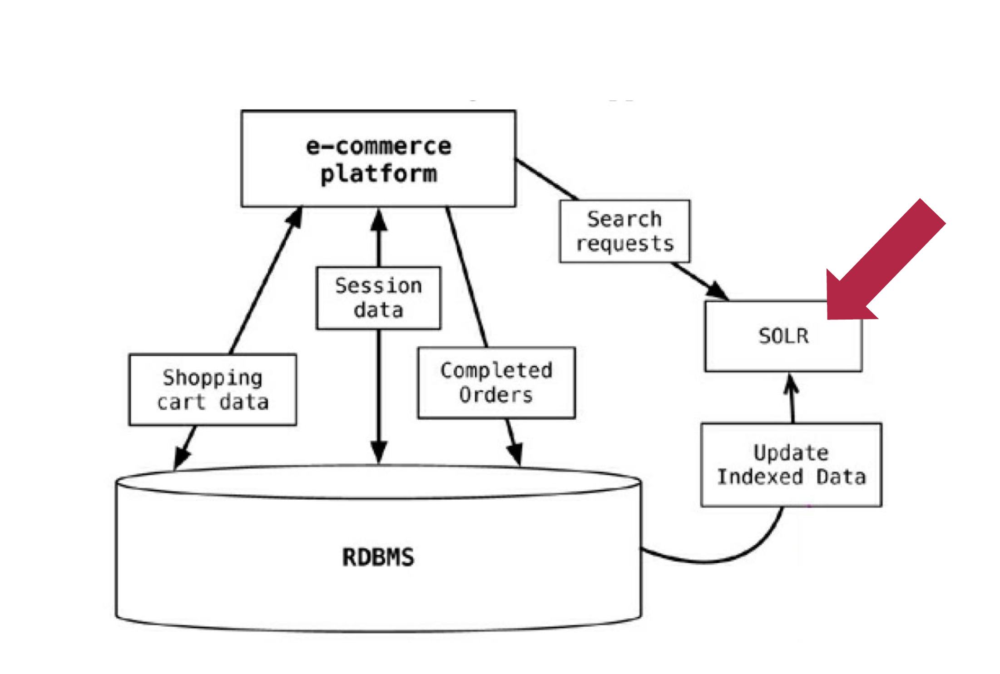 e-commerce
platform
Search
requests
Session
data
SOLR
Shopping
cart data
Completed
Orders
Update
Indexed Data
RDBMS